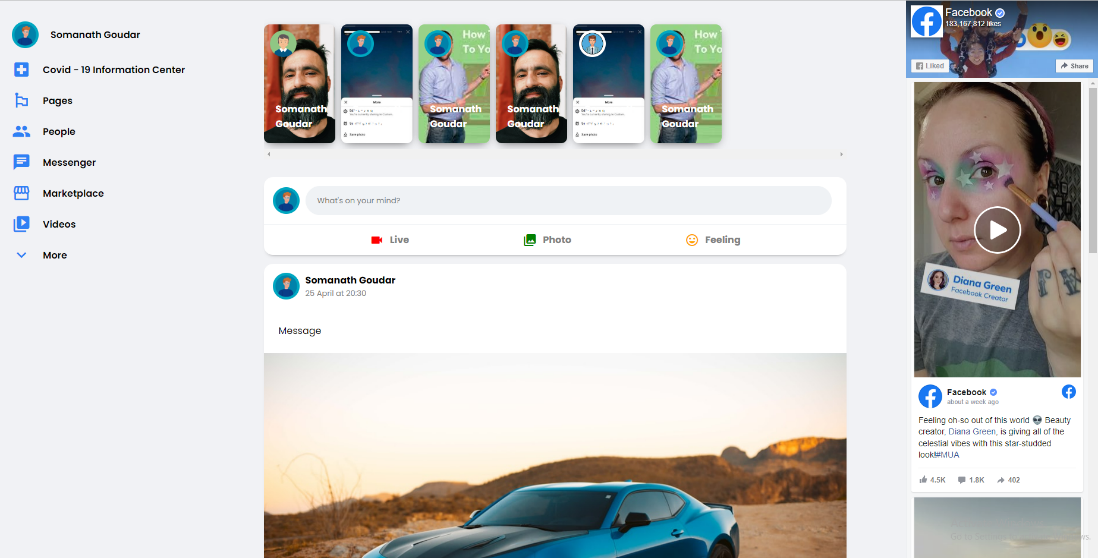 Somanath Goudar
Covid - 19 Information Center
Pages
People
Messenger
Marketplace
Videos
More
Somanath
Goudar
More
How
To Yo
Somanath
Goudar
Somanath
Goudar
More
How T
To You
Somanath
Goudar
What's on your mind?
Live
Photo
Feeling
Somanath Goudar
25 April at 20:30
Message
Facebook
183,167,812 likes
Liked
Share
Diana Green
Facebook Creator
Facebook
about a week ago
Feeling oh-so out of this world 👽 Beauty
creator, Diana Green, is giving all of the
celestial vibes with this star-studded
look!#MUA
4.5K
1.8K
402